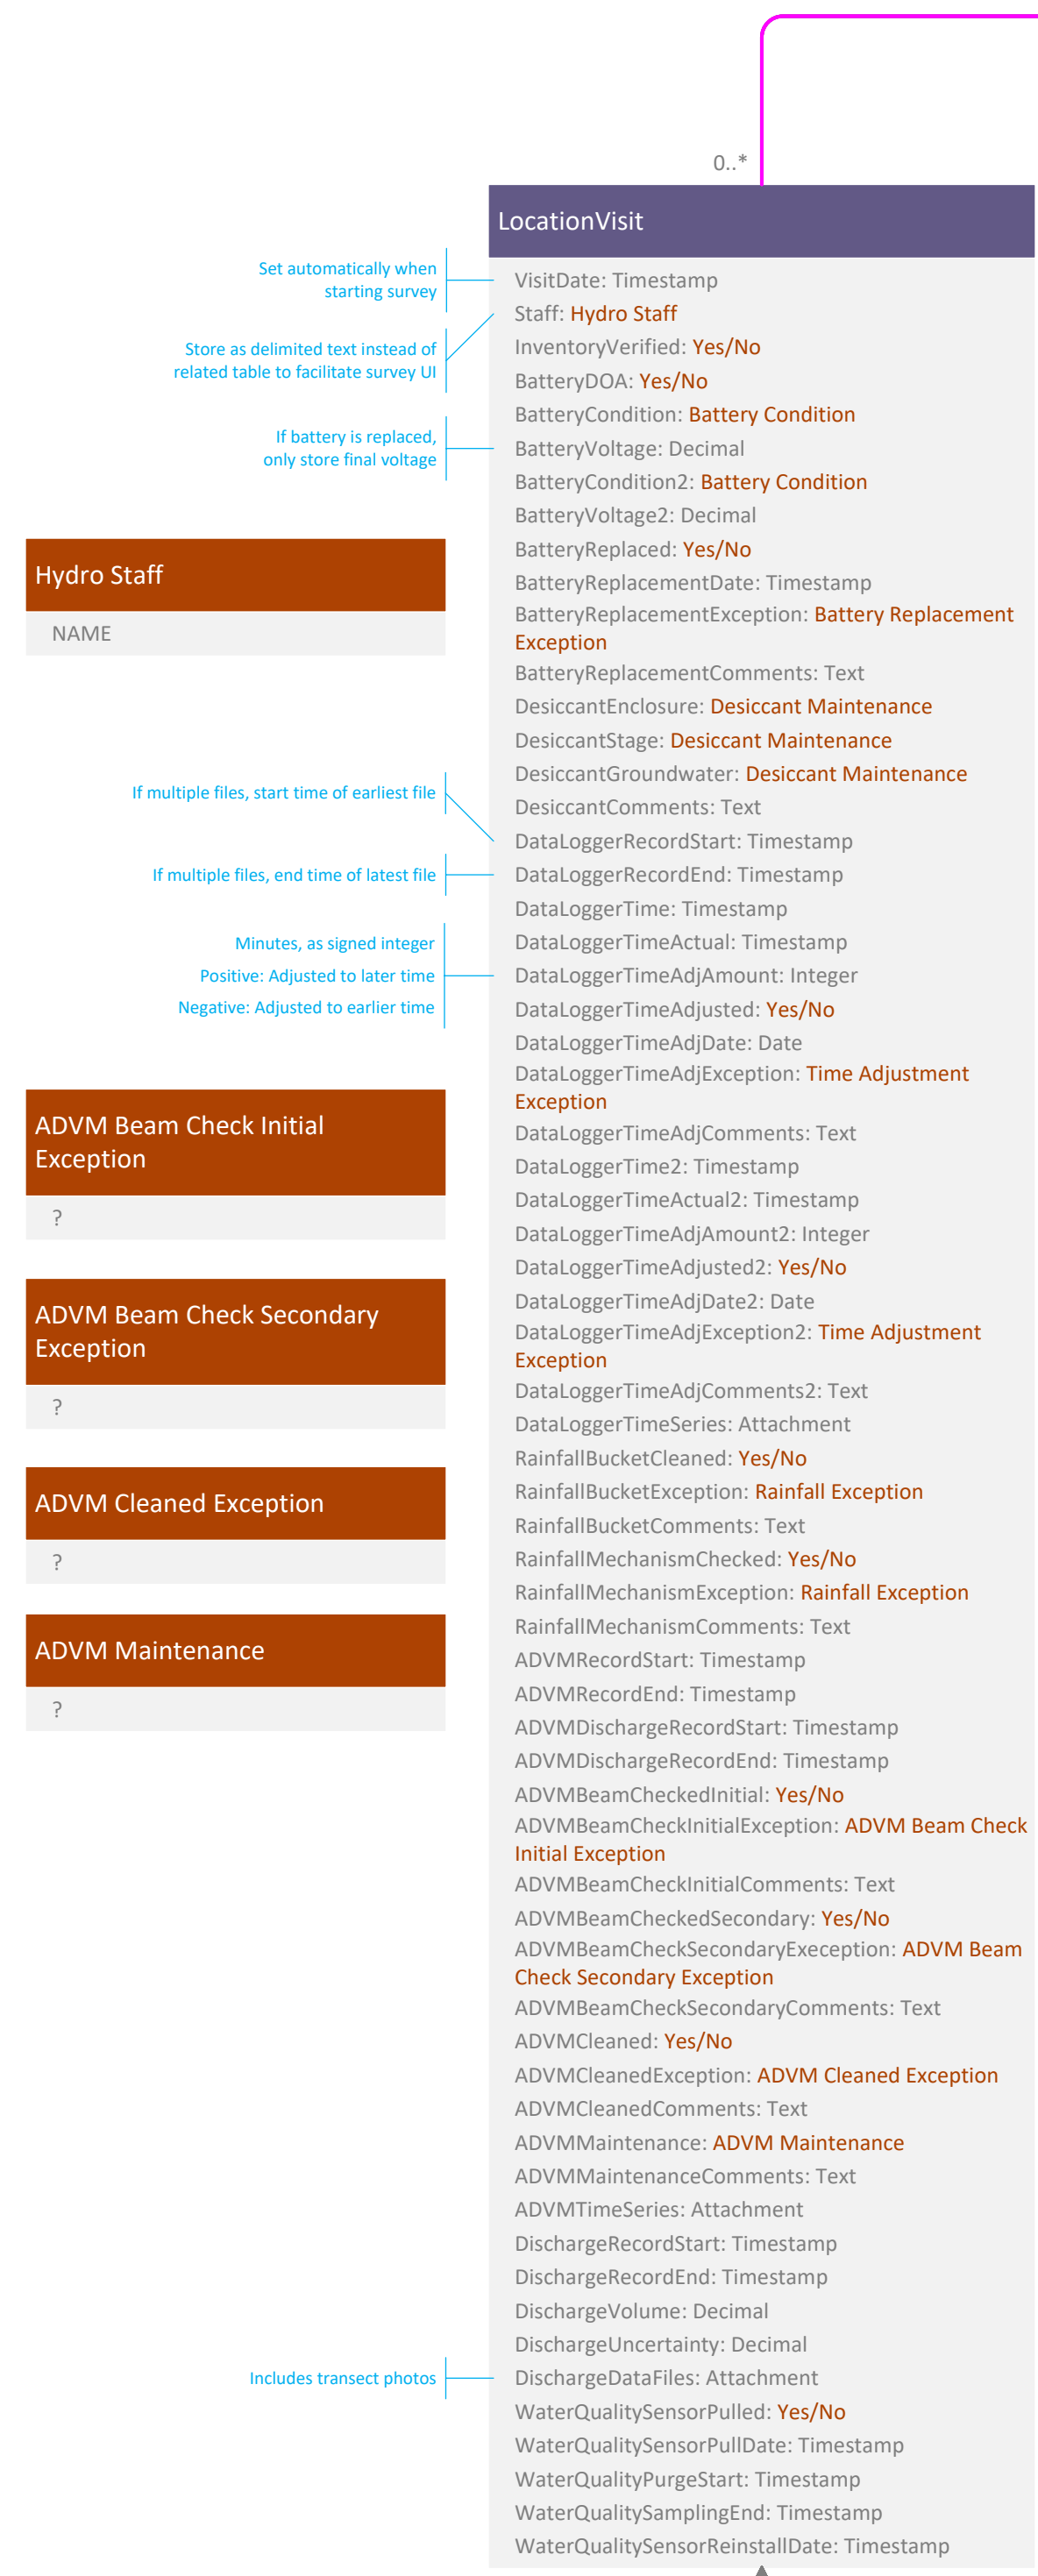 0..*
LocationVisit
Set automatically when
starting survey
Store as delimited text instead of
related table to facilitate survey UI
If battery is replaced,
only store final voltage
Hydro Staff
NAME
If multiple files, start time of earliest file
If multiple files, end time of latest file
Minutes, as signed integer
Positive: Adjusted to later time
Negative: Adjusted to earlier time
ADVM Beam Check Initial
Exception
?
ADVM Beam Check Secondary
Exception
?
ADVM Cleaned Exception
?
ADVM Maintenance
?
Includes transect photos
VisitDate: Timestamp
Staff: Hydro Staff
InventoryVerified: Yes/No
BatteryDOA: Yes/No
BatteryCondition: Battery Condition
BatteryVoltage: Decimal
BatteryCondition2: Battery Condition
BatteryVoltage2: Decimal
BatteryReplaced: Yes/No
BatteryReplacementDate: Timestamp
BatteryReplacementException: Battery Replacement
Exception
BatteryReplacementComments: Text
DesiccantEnclosure: Desiccant Maintenance
DesiccantStage: Desiccant Maintenance
DesiccantGroundwater: Desiccant Maintenance
DesiccantComments: Text
DataLoggerRecordStart: Timestamp
DataLoggerRecordEnd: Timestamp
DataLoggerTime: Timestamp
DataLoggerTimeActual: Timestamp
DataLoggerTimeAdjAmount: Integer
DataLoggerTimeAdjusted: Yes/No
DataLoggerTimeAdjDate: Date
DataLoggerTimeAdjException: Time Adjustment
Exception
DataLoggerTimeAdjComments: Text
DataLoggerTime2: Timestamp
DataLoggerTimeActual2: Timestamp
DataLoggerTimeAdjAmount2: Integer
DataLoggerTimeAdjusted2: Yes/No
DataLoggerTimeAdjDate2: Date
DataLoggerTimeAdjException2: Time Adjustment
Exception
DataLoggerTimeAdjComments2: Text
DataLoggerTimeSeries: Attachment
RainfallBucketCleaned: Yes/No
RainfallBucketException: Rainfall Exception
RainfallBucketComments: Text
RainfallMechanismChecked: Yes/No
RainfallMechanismException: Rainfall Exception
RainfallMechanismComments: Text
ADVMRecordStart: Timestamp
ADVMRecordEnd: Timestamp
ADVMDischargeRecordStart: Timestamp
ADVMDischargeRecordEnd: Timestamp
ADVMBeamCheckedInitial: Yes/No
ADVMBeamCheckInitialException: ADVM Beam Check
Initial Exception
ADVMBeamCheckInitialComments: Text
ADVMBeamCheckedSecondary: Yes/No
ADVMBeamCheckSecondaryExeception: ADVM Beam
Check Secondary Exception
ADVMBeamCheckSecondaryComments: Text
ADVMCleaned: Yes/No
ADVMCleanedException: ADVM Cleaned Exception
ADVMCleanedComments: Text
ADVMMaintenance: ADVM Maintenance
ADVMMaintenanceComments: Text
ADVMTimeSeries: Attachment
DischargeRecordStart: Timestamp
DischargeRecordEnd: Timestamp
DischargeVolume: Decimal
DischargeUncertainty: Decimal
DischargeDataFiles: Attachment
WaterQualitySensorPulled: Yes/No
WaterQualitySensorPullDate: Timestamp
WaterQualityPurgeStart: Timestamp
WaterQualitySamplingEnd: Timestamp
WaterQualitySensorReinstallDate: Timestamp